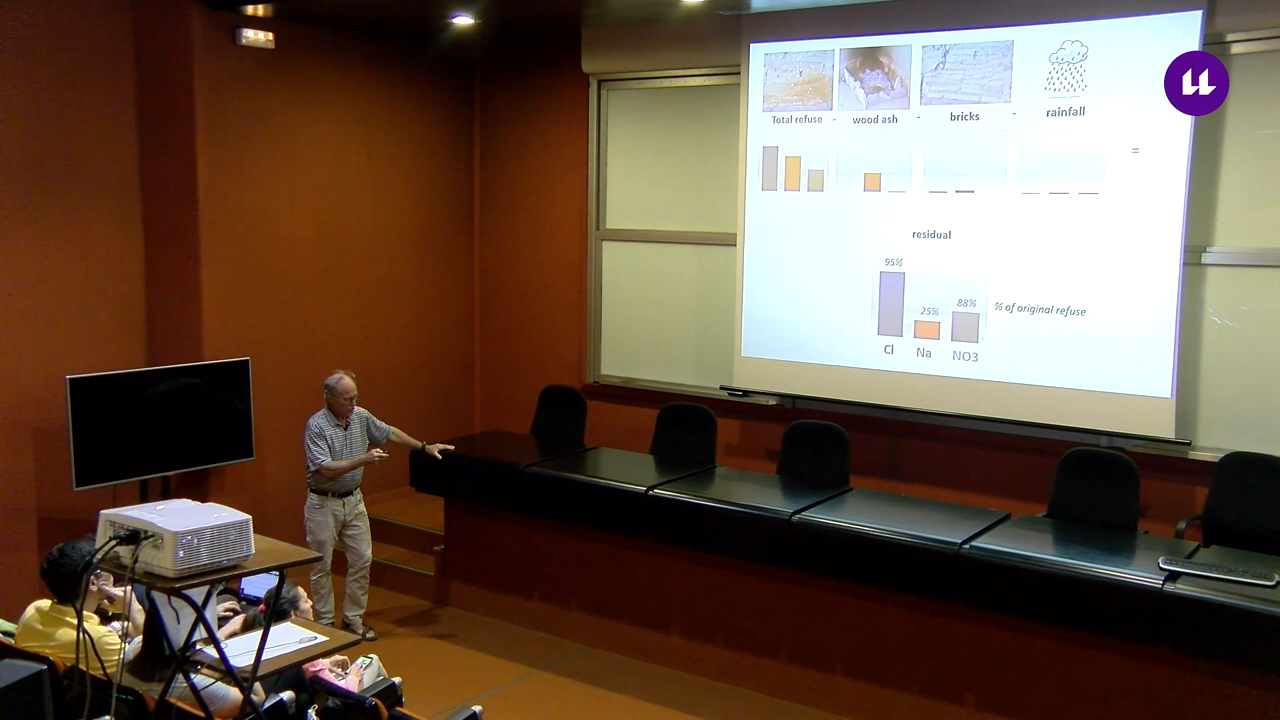 Total refuse - wood ash - bricks - rainfall
=
residual
95%
25%
88%
% of original refuse
Cl Na NO3